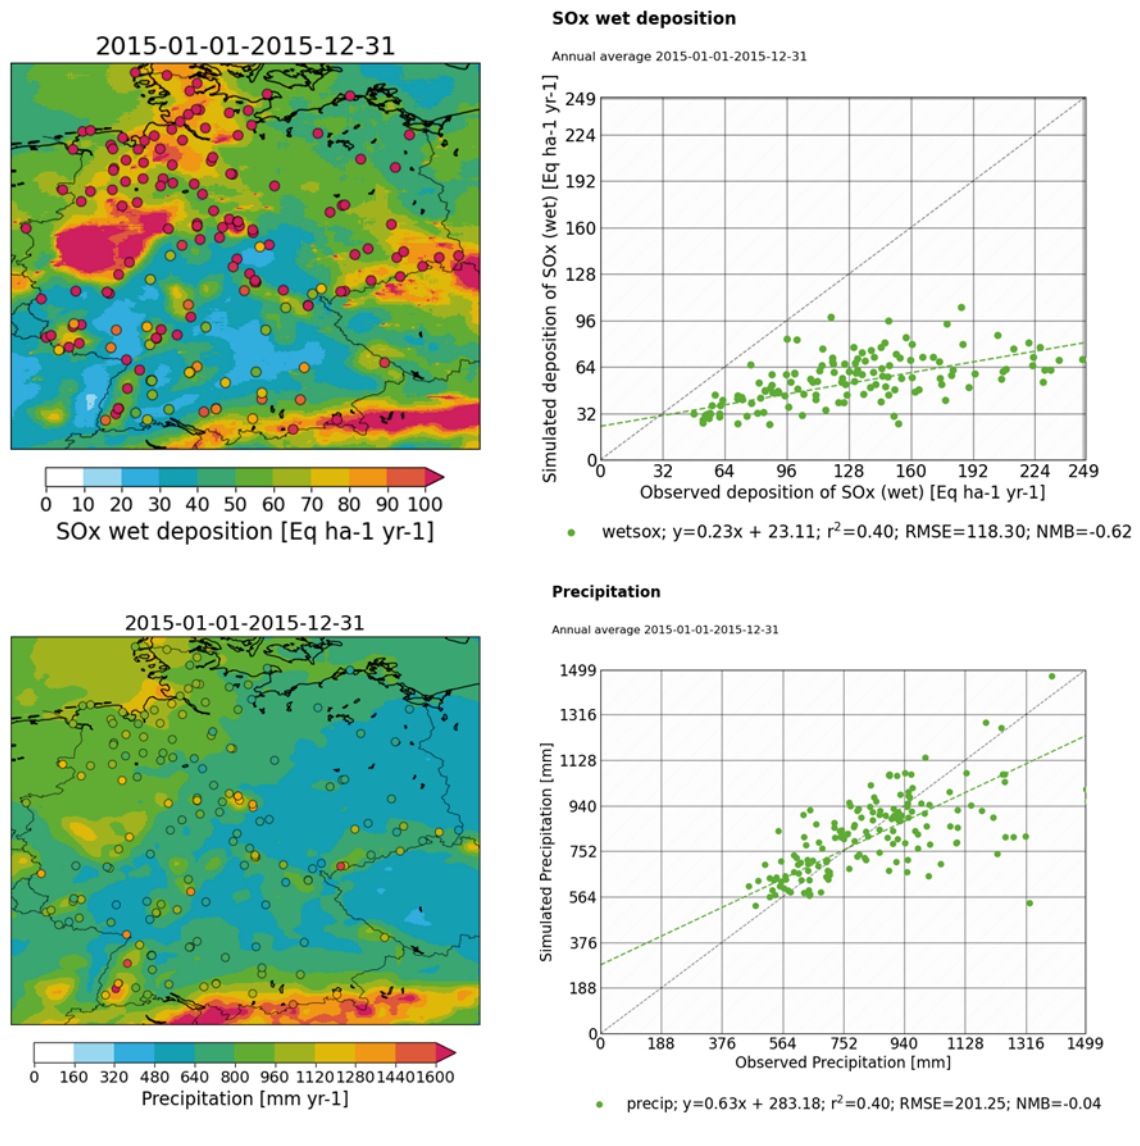 2015-01-01-2015-12-31
0 10 20 30 40 50 60 70 80 90 100
SOx wet deposition [Eq ha-1 yr-1]
SOx wet deposition
Annual average 2015-01-01-2015-12-31
Simulated deposition of SOx (wet) [Eq ha-1 yr-1]
249
224
192
160
128
96
64
32
0
0 32 64 96 128 160 192 224 249
Observed deposition of SOx (wet) [Eq ha-1 yr-1]
wetsox; y=0.23x + 23.11; r²=0.40; RMSE=118.30; NMB=-0.62
2015-01-01-2015-12-31
0 160 320 480 640 800 960 1120 1280 1440 1600
Precipitation [mm yr-1]
Precipitation
Annual average 2015-01-01-2015-12-31
Simulated Precipitation [mm]
1499
1316
1128
940
752
564
376
188
0
0 188 376 564 752 940 1128 1316 1499
Observed Precipitation [mm]
precip; y=0.63x + 283.18; r²=0.40; RMSE=201.25; NMB=-0.04